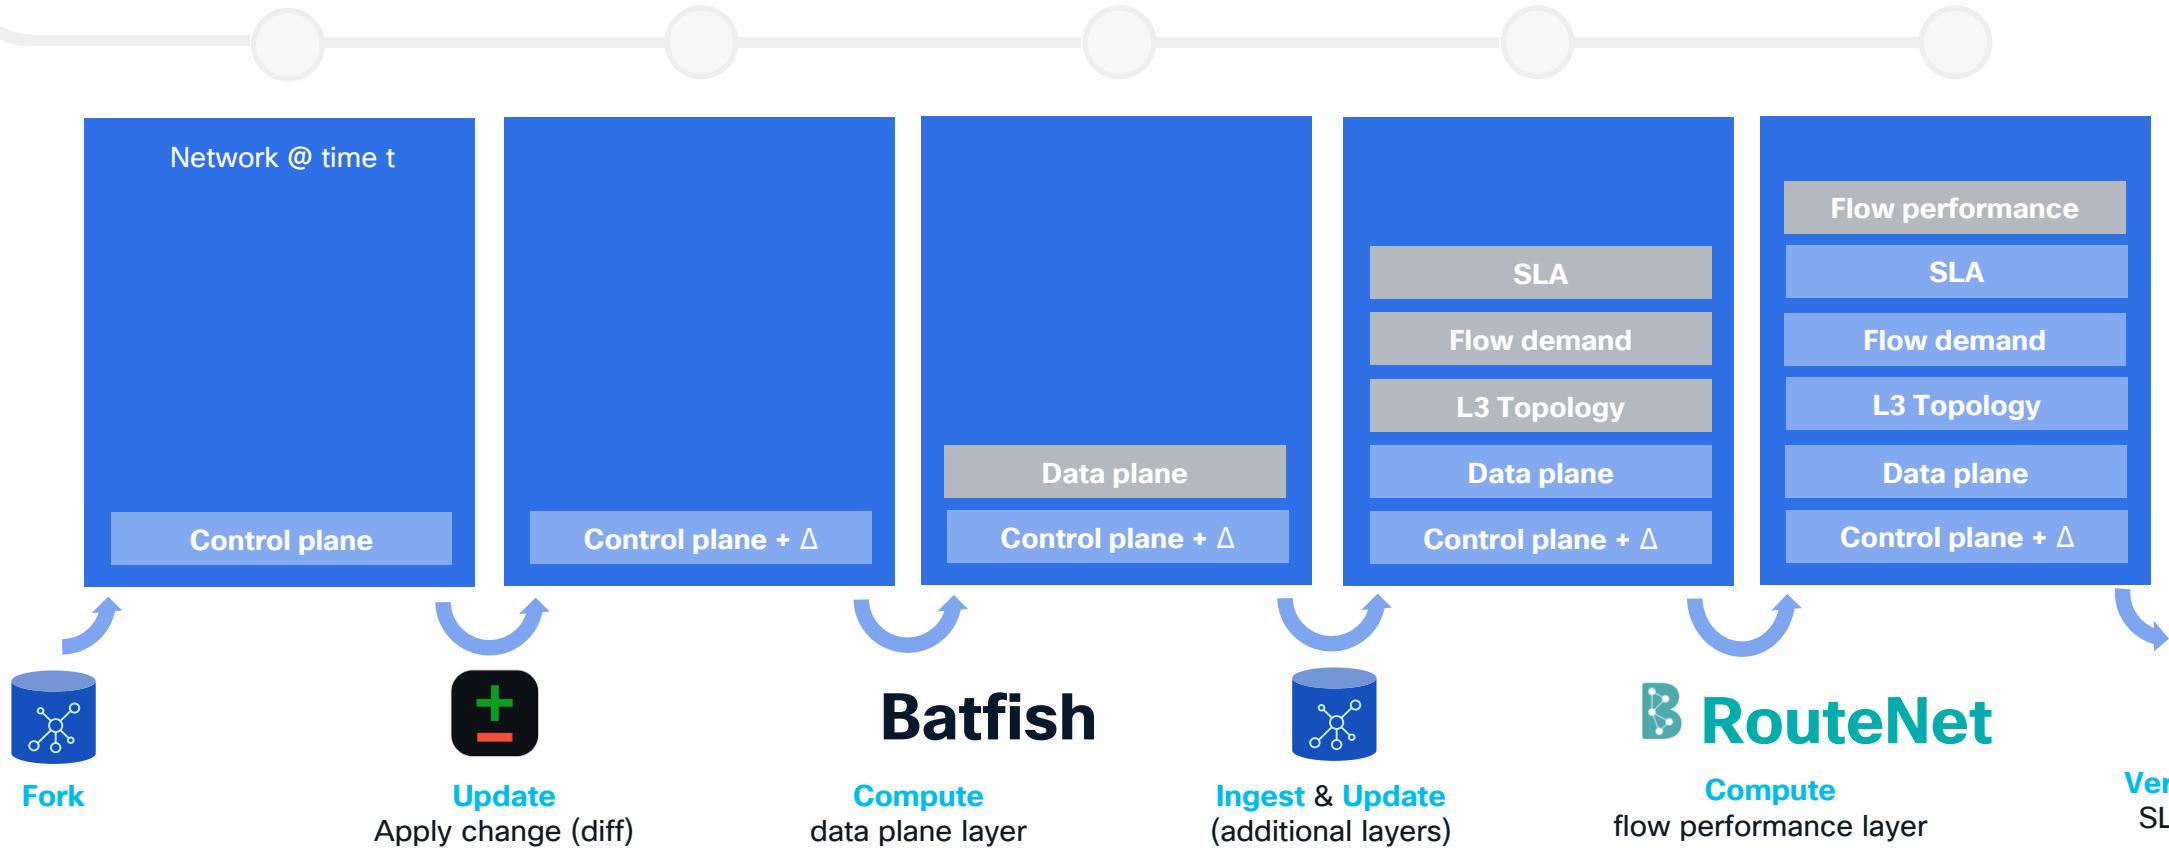 Network @ time t
Control plane
Control plane + Δ
Data plane
Control plane + Δ
SLA
Flow demand
L3 Topology
Data plane
Control plane + Δ
Flow performance
SLA
Flow demand
L3 Topology
Data plane
Control plane + Δ
Fork
Update
Apply change (diff)
Batfish
Compute
data plane layer
Ingest & Update
(additional layers)
B RouteNet
Compute
flow performance layer